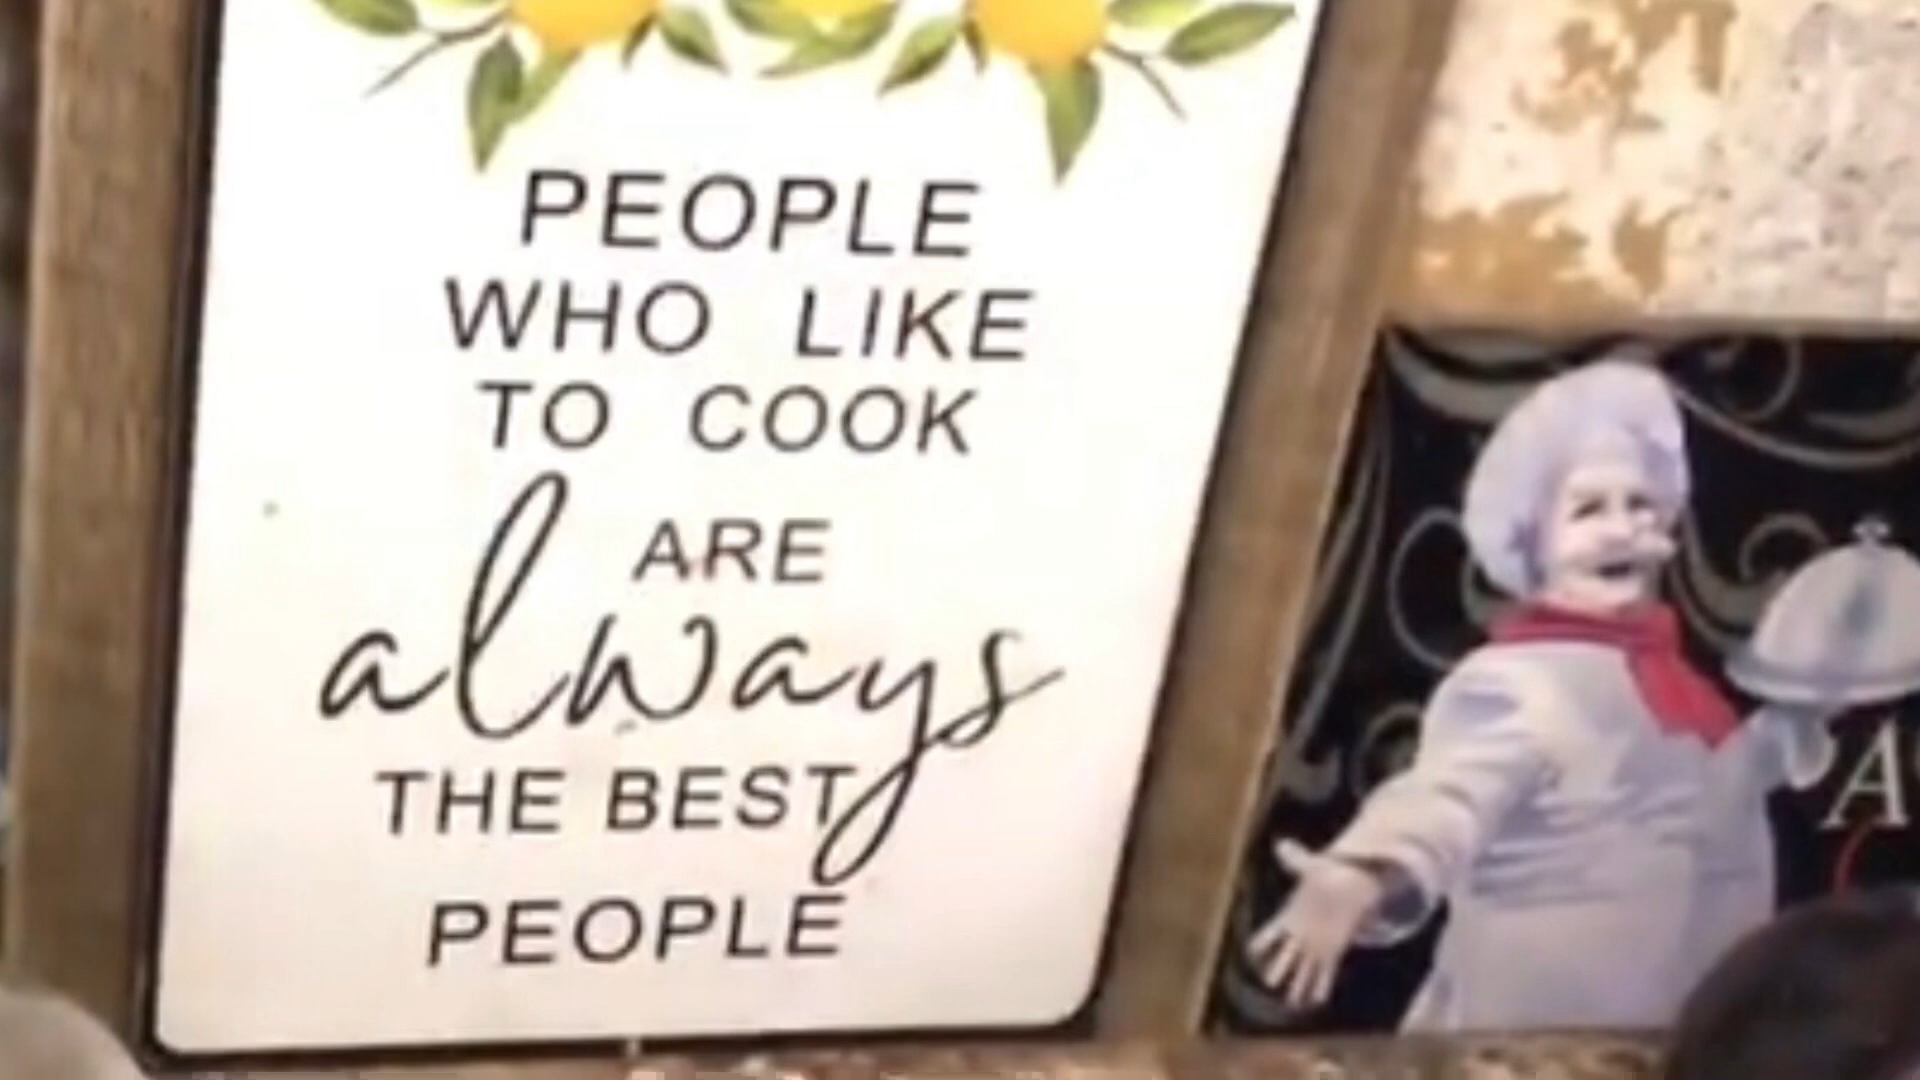 PEOPLE
WHO LIKE
TO COOK
ARE
always
THE BEST
PEOPLE
A